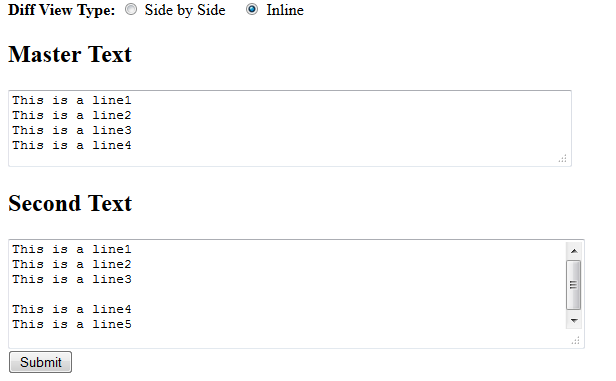 Diff View Type: Side by Side Inline
Master Text
This is a line1
This is a line2
This is a line3
This is a line4
Second Text
This is a line1
This is a line2
This is a line3

This is a line4
This is a line5
Submit